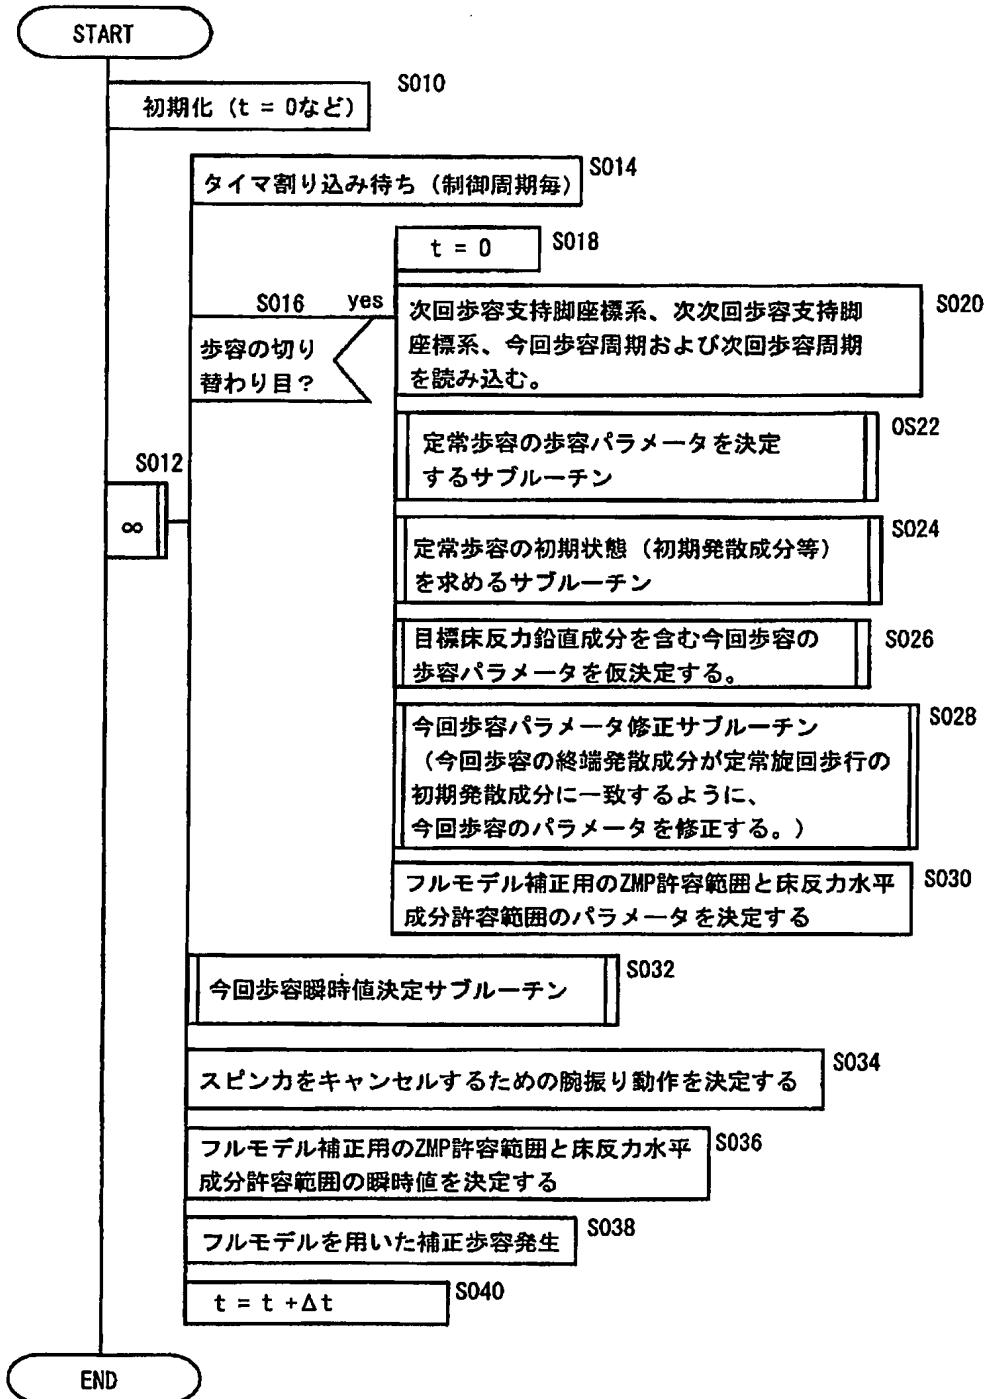 START
S010
初期化（t = 0など）
S014
タイマ割り込み待ち（制御周期毎）
S018
t = 0
S016 yes
歩容の切り
替わり目？
S020
次回歩容支持脚座標系、次次回歩容支持脚
座標系、今回歩容周期および次回歩容周期
を読み込む。
OS22
定常歩容の歩容パラメータを決定
するサブルーチン
S012
∞
S024
定常歩容の初期状態（初期発散成分等）
を求めるサブルーチン
S026
目標床反力鉛直成分を含む今回歩容の
歩容パラメータを仮決定する。
S028
今回歩容パラメータ修正サブルーチン
（今回歩容の終端発散成分が定常旋回歩行の
初期発散成分に一致するように、
今回歩容のパラメータを修正する。）
S030
フルモデル補正用のZMP許容範囲と床反力水平
成分許容範囲のパラメータを決定する
S032
今回歩容瞬時値決定サブルーチン
S034
スピン力をキャンセルするための腕振り動作を決定する
S036
フルモデル補正用のZMP許容範囲と床反力水平
成分許容範囲の瞬時値を決定する
S038
フルモデルを用いた補正歩容発生
S040
t = t +Δt
END